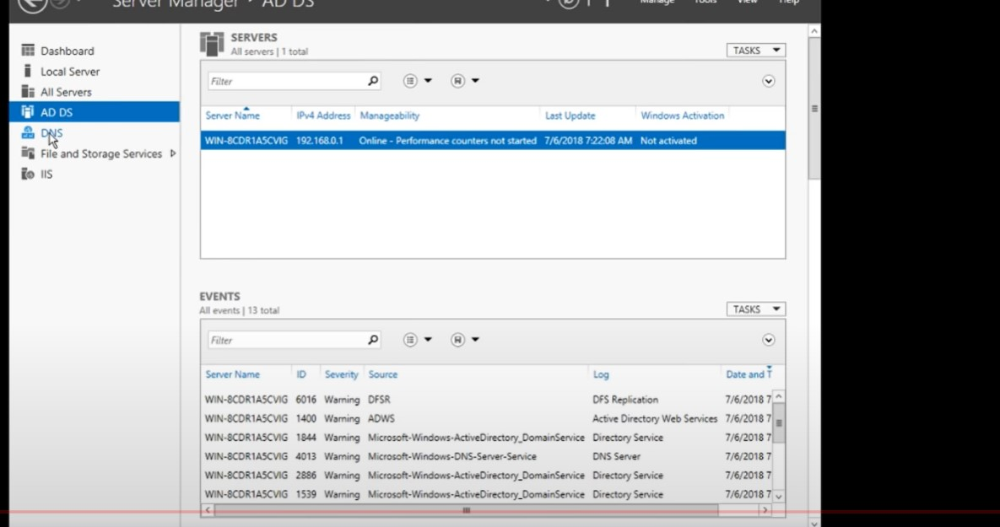 Server Manager · AD DS
Manage Tools View Help
Dashboard
Local Server
All Servers
AD DS
DNS
File and Storage Services
IIS
SERVERS
All servers | 1 total
TASKS
Filter
Server Name IPv4 Address Manageability Last Update Windows Activation
WIN-8CDR1A5CVIG 192.168.0.1 Online - Performance counters not started 7/6/2018 7:22:08 AM Not activated
EVENTS
All events | 13 total
TASKS
Filter
Server Name ID Severity Source Log Date and T
WIN-8CDR1A5CVIG 6016 Warning DFSR DFS Replication 7/6/2018 7
WIN-8CDR1A5CVIG 1400 Warning ADWS Active Directory Web Services 7/6/2018 7
WIN-8CDR1A5CVIG 1844 Warning Microsoft-Windows-ActiveDirectory_DomainService Directory Service 7/6/2018 7
WIN-8CDR1A5CVIG 4013 Warning Microsoft-Windows-DNS-Server-Service DNS Server 7/6/2018 7
WIN-8CDR1A5CVIG 2886 Warning Microsoft-Windows-ActiveDirectory_DomainService Directory Service 7/6/2018 7
WIN-8CDR1A5CVIG 1539 Warning Microsoft-Windows-ActiveDirectory_DomainService Directory Service 7/6/2018 7